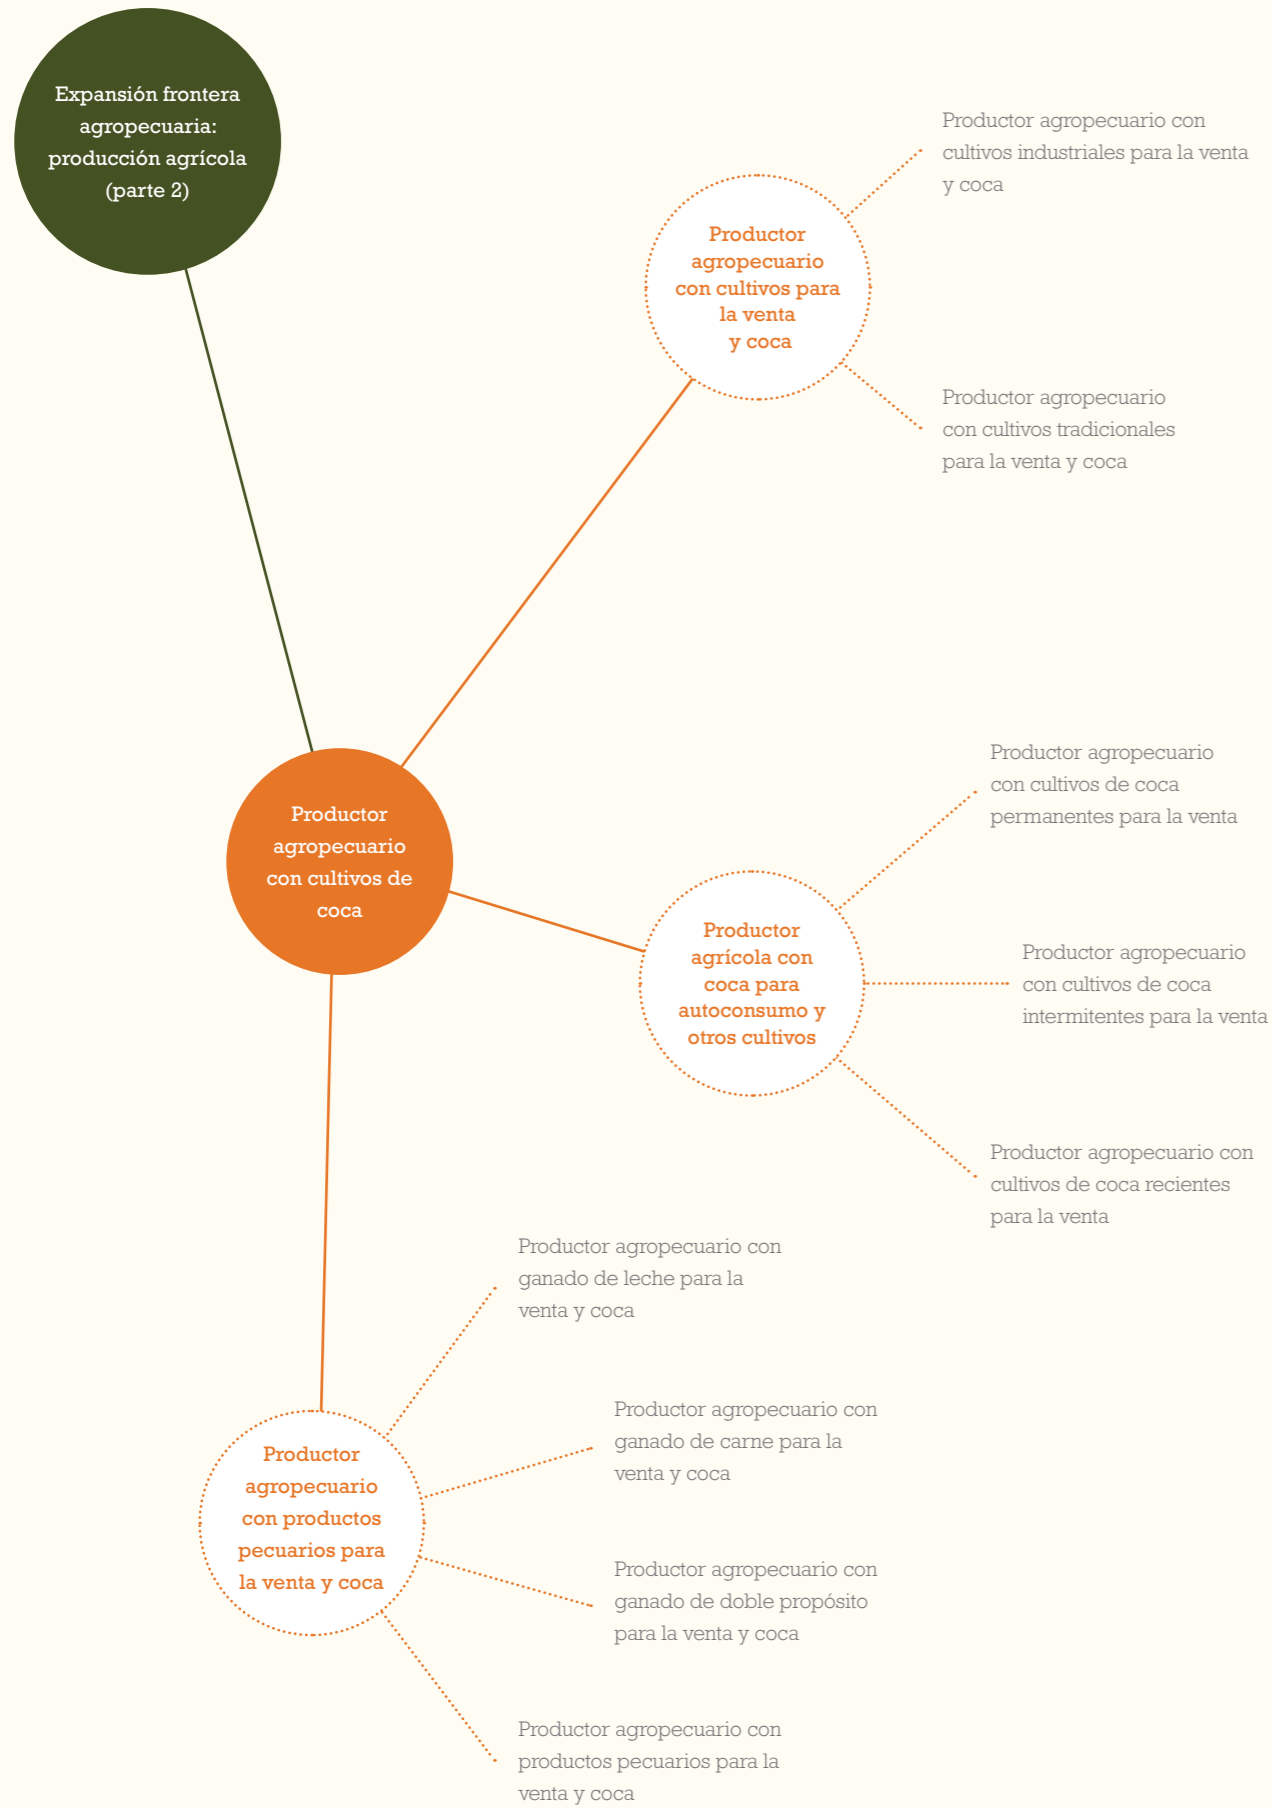 Expansión frontera
agropecuaria:
producción agrícola
(parte 2)
Productor agropecuario con
cultivos industriales para la venta
y coca
Productor
agropecuario
con cultivos para
la venta
y coca
Productor agropecuario
con cultivos tradicionales
para la venta y coca
Productor
agropecuario
con cultivos de
coca
Productor agropecuario
con cultivos de coca
permanentes para la venta
Productor
agrícola con
coca para
autoconsumo y
otros cultivos
Productor agropecuario
con cultivos de coca
intermitentes para la venta
Productor agropecuario con
cultivos de coca recientes
para la venta
Productor agropecuario con
ganado de leche para la
venta y coca
Productor
agropecuario
con productos
pecuarios para
la venta y coca
Productor agropecuario con
ganado de carne para la
venta y coca
Productor agropecuario con
ganado de doble propósito
para la venta y coca
Productor agropecuario con
productos pecuarios para la
venta y coca